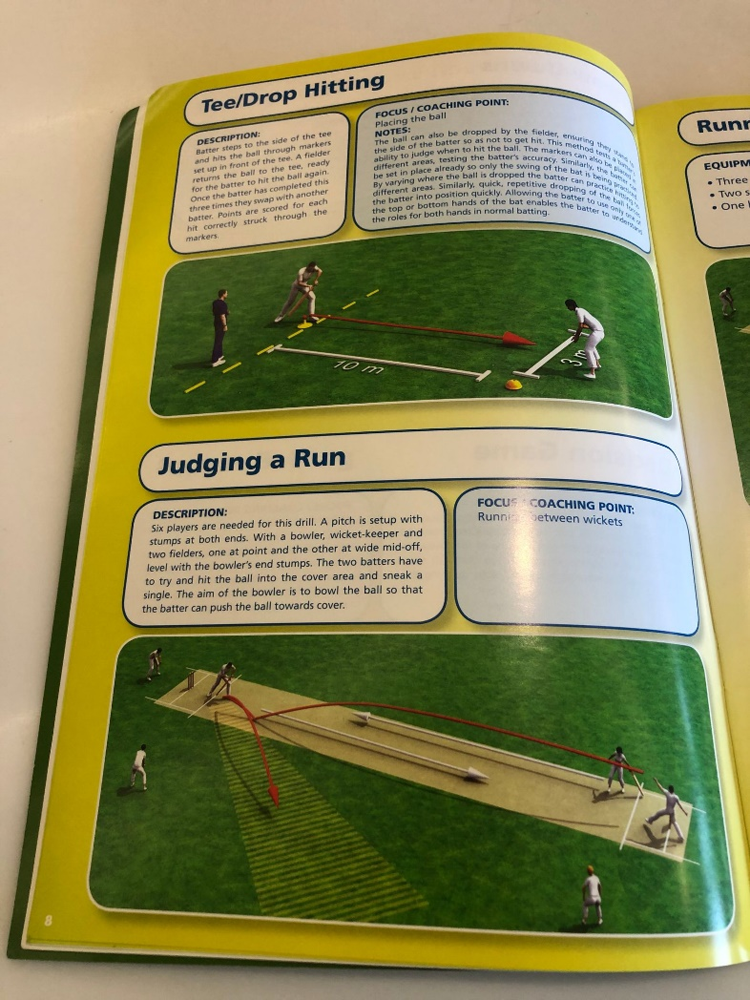 Tee/Drop Hitting
DESCRIPTION:
Batter steps to the side of the tee
and hits the ball through markers
set up in front of the tee. A fielder
returns the ball to the tee, ready
for the batter to hit the ball again.
Once the batter has completed this
three times they swap with another
batter. Points are scored for each
hit correctly struck through the
markers.
FOCUS / COACHING POINT:
Placing the ball
NOTES:
The ball can also be dropped by the fielder, ensuring they stand to
the side of the batter so as not to get hit. This method tests a batter's
ability to judge when to hit the ball. The markers can also be placed in
different areas, testing the batter's accuracy. Similarly, the batter can
be set in place already so only the swing of the bat is being practiced.
By varying where the ball is dropped the batter can practice hitting to
different areas. Similarly, quick, repetitive dropping of the ball forces
the batter into position quickly. Allowing the batter to use only one of
the top or bottom hands of the bat enables the batter to understand
the roles for both hands in normal batting.
10 m
3 m
Judging a Run
DESCRIPTION:
Six players are needed for this drill. A pitch is setup with
stumps at both ends. With a bowler, wicket-keeper and
two fielders, one at point and the other at wide mid-off,
level with the bowler's end stumps. The two batters have
to try and hit the ball into the cover area and sneak a
single. The aim of the bowler is to bowl the ball so that
the batter can push the ball towards cover.
FOCUS / COACHING POINT:
Running between wickets
8
Runn
EQUIPM
• Three
• Two s
• One